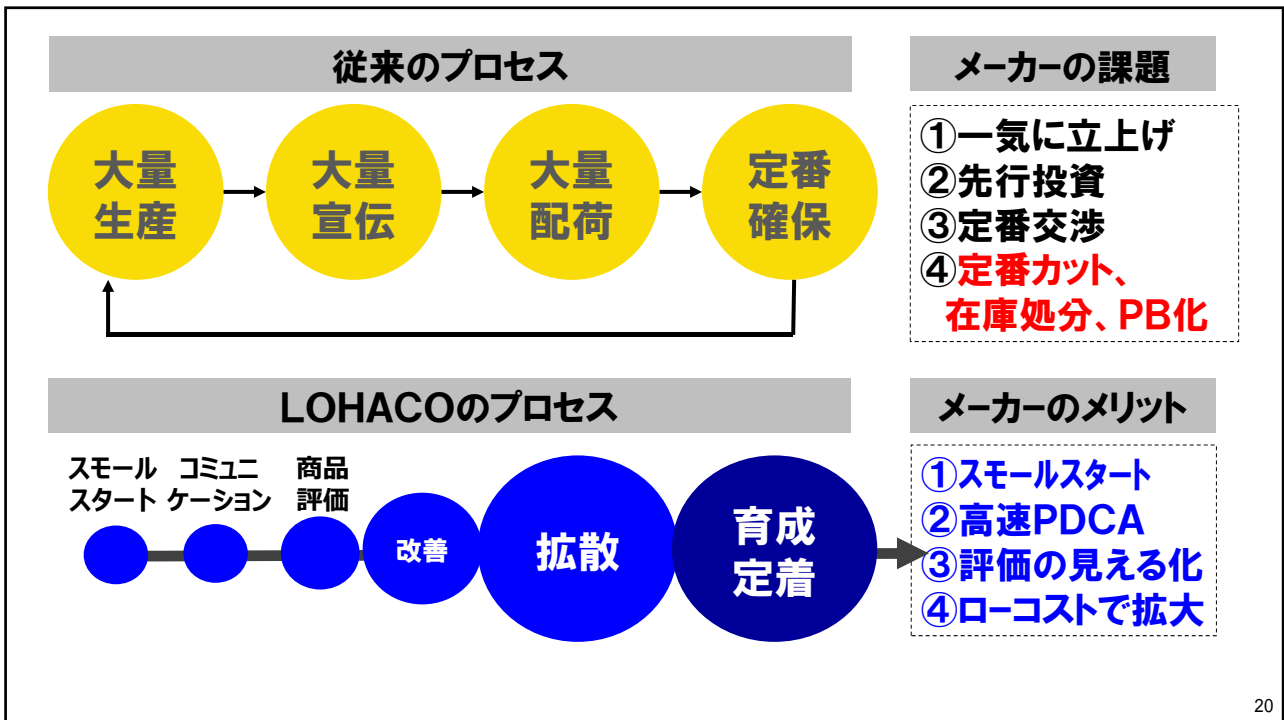 従来のプロセス
大量
生産
大量
宣伝
大量
配荷
定番
確保
メーカーの課題
①一気に立上げ
②先行投資
③定番交渉
④定番カット、
在庫処分、PB化
LOHACOのプロセス
スモール
スタート
コミュニ
ケーション
商品
評価
改善
拡散
育成
定着
メーカーのメリット
①スモールスタート
②高速PDCA
③評価の見える化
④ローコストで拡大
20